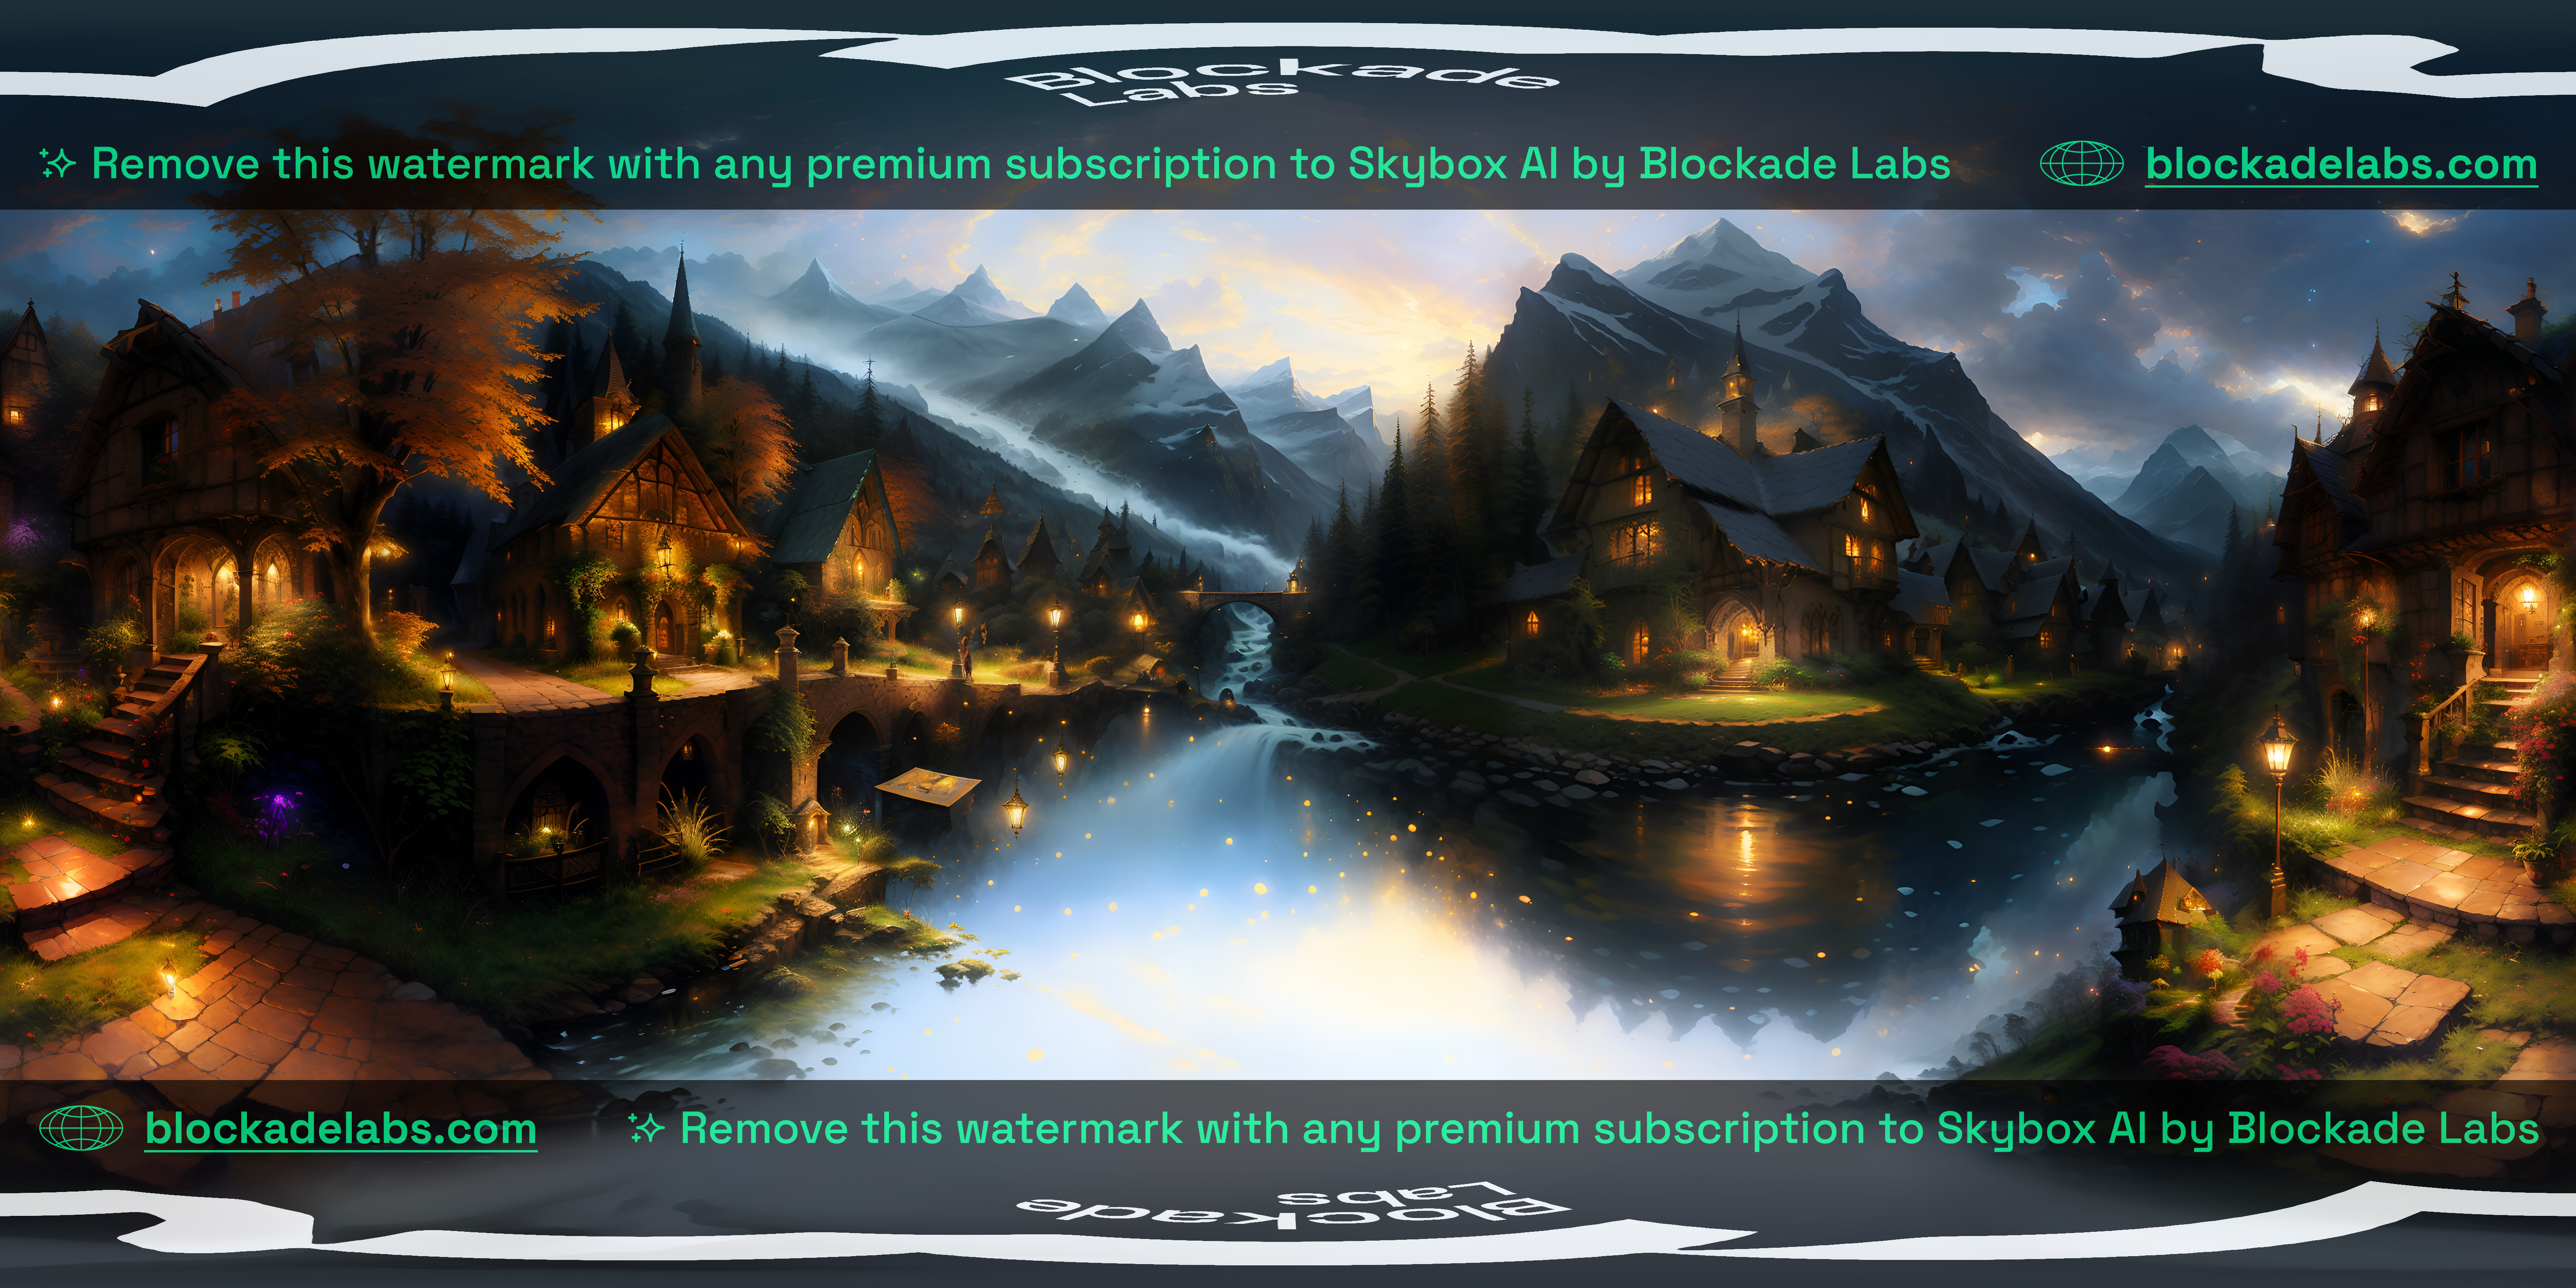 Blockade
Labs
Remove this watermark with any premium subscription to Skybox AI by Blockade Labs
blockadelabs.com
blockadelabs.com
Remove this watermark with any premium subscription to Skybox AI by Blockade Labs
Labs
Blockade